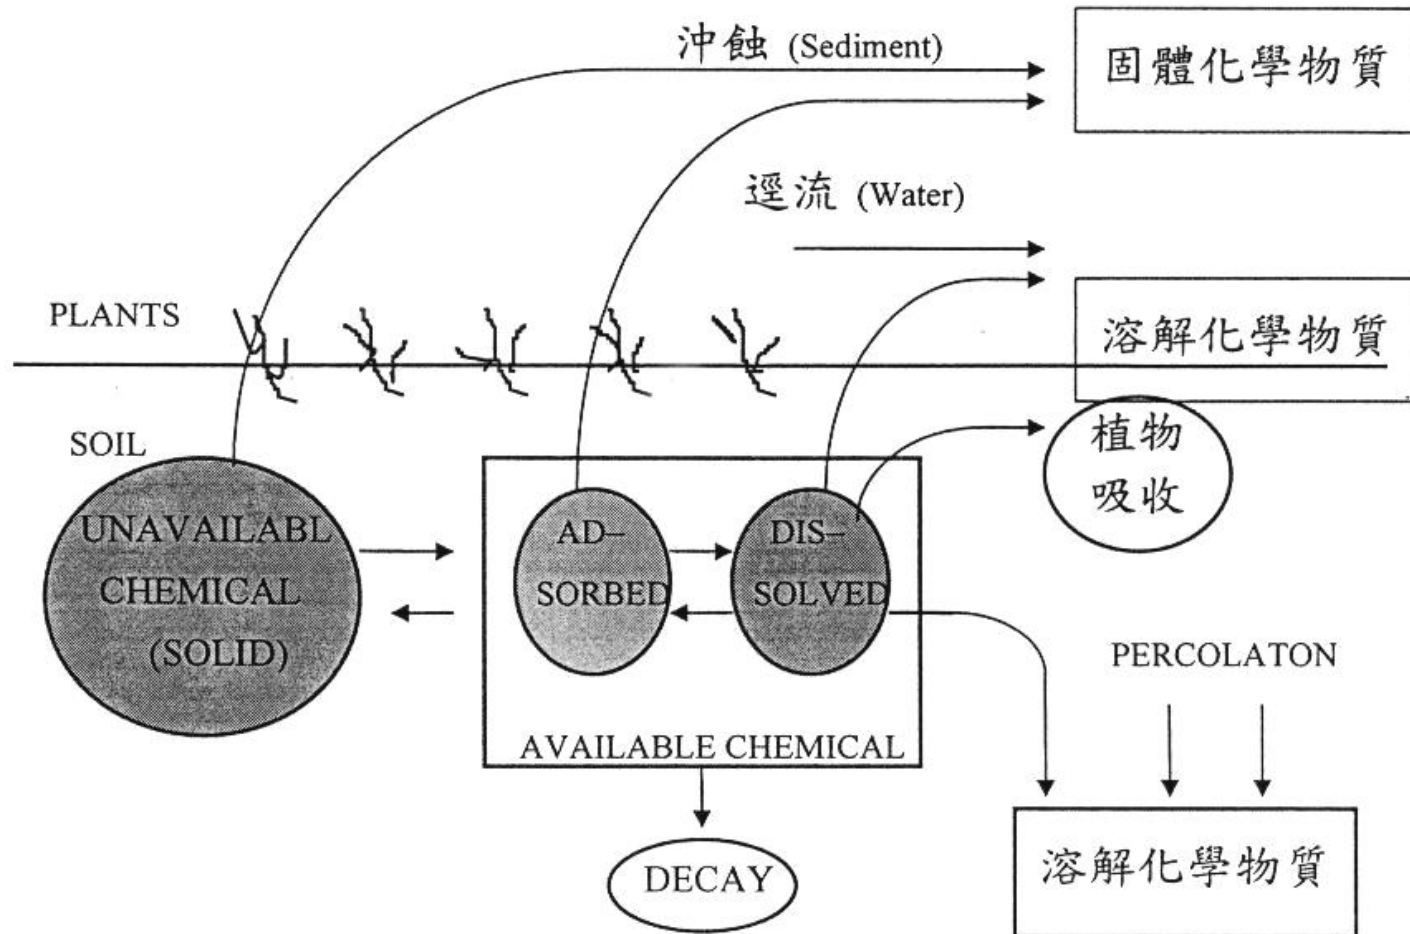 沖蝕 (Sediment)
固體化學物質
逕流 (Water)
PLANTS
溶解化學物質
SOIL
植物
吸收
UNAVAILABL
CHEMICAL
(SOLID)
AD–
SORBED
DIS–
SOLVED
PERCOLATON
AVAILABLE CHEMICAL
DECAY
溶解化學物質